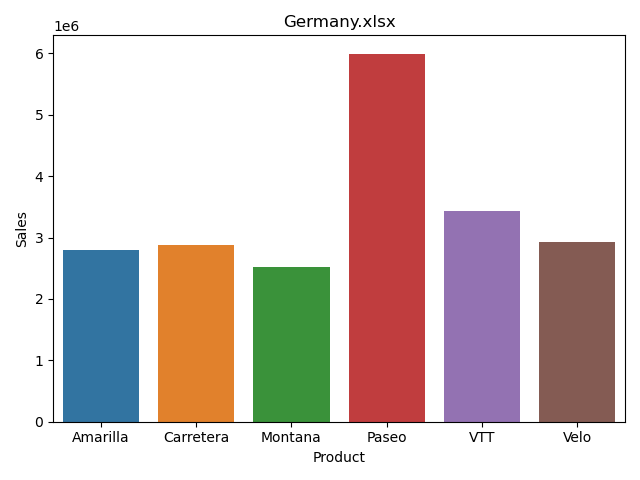 Germany.xlsx
1e6
6
5
4
3
2
1
0
Sales
Amarilla Carretera Montana Paseo VTT Velo
Product